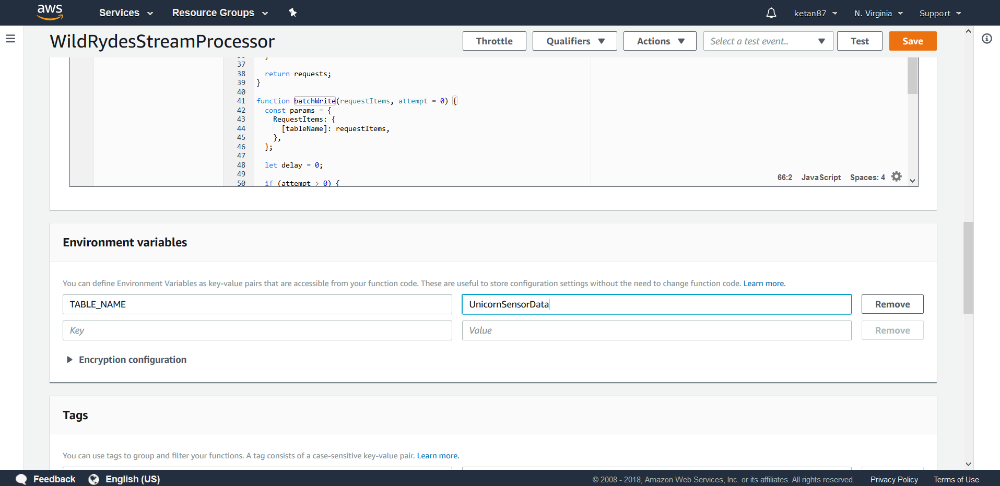 aws Services Resource Groups ketan87 N. Virginia Support
WildRydesStreamProcessor Throttle Qualifiers Actions Select a test event.. Test Save
37
38 return requests;
39 }
40
41 function batchWrite(requestItems, attempt = 0) {
42 const params = {
43 RequestItems: {
44 [tableName]: requestItems,
45 },
46 };
47
48 let delay = 0;
49
50 if (attempt > 0) {
66:2 JavaScript Spaces: 4
Environment variables
You can define Environment Variables as key-value pairs that are accessible from your function code. These are useful to store configuration settings without the need to change function code. Learn more.
TABLE_NAME UnicornSensorData Remove
Key Value Remove
Encryption configuration
Tags
You can use tags to group and filter your functions. A tag consists of a case-sensitive key-value pair. Learn more.
Feedback English (US) © 2008 - 2018, Amazon Web Services, Inc. or its affiliates. All rights reserved. Privacy Policy Terms of Use